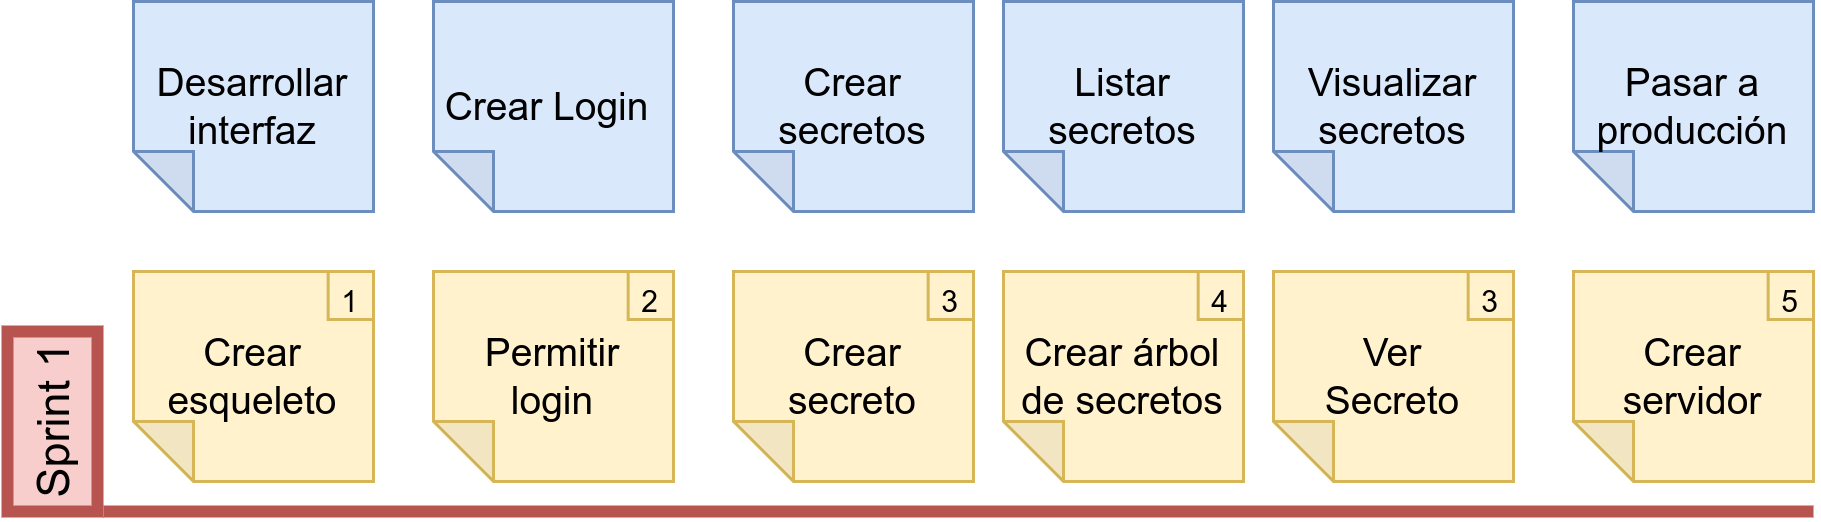 Desarrollar
interfaz
Crear Login
Crear
secretos
Listar
secretos
Visualizar
secretos
Pasar a
producción
Sprint 1
1
Crear
esqueleto
2
Permitir
login
3
Crear
secreto
4
Crear árbol
de secretos
3
Ver
Secreto
5
Crear
servidor